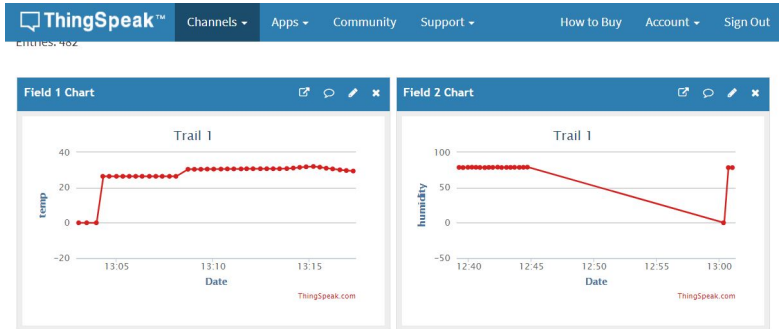 ThingSpeak™ Channels Apps Community Support How to Buy Account Sign Out
Entries: 482
Field 1 Chart
Trail 1
40
20
0
-20
temp
13:05 13:10 13:15
Date
ThingSpeak.com
Field 2 Chart
Trail 1
100
50
0
-50
humidity
12:40 12:45 12:50 12:55 13:00
Date
ThingSpeak.com